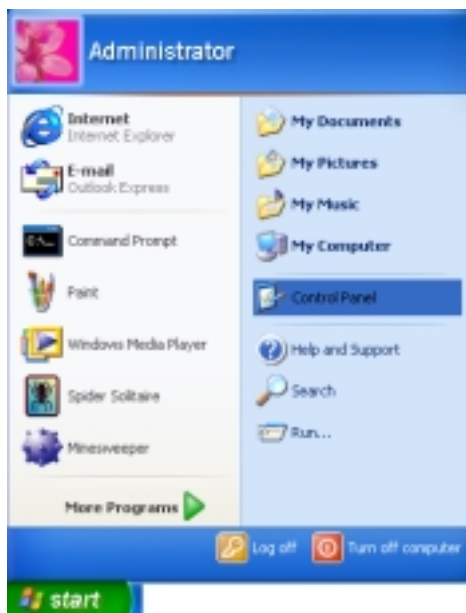 Administrator
Internet
Internet Explorer
E-mail
Outlook Express
Command Prompt
Paint
Windows Media Player
Spider Solitaire
Minesweeper
More Programs
My Documents
My Pictures
My Music
My Computer
Control Panel
Help and Support
Search
Run...
Log off
Turn off computer
start